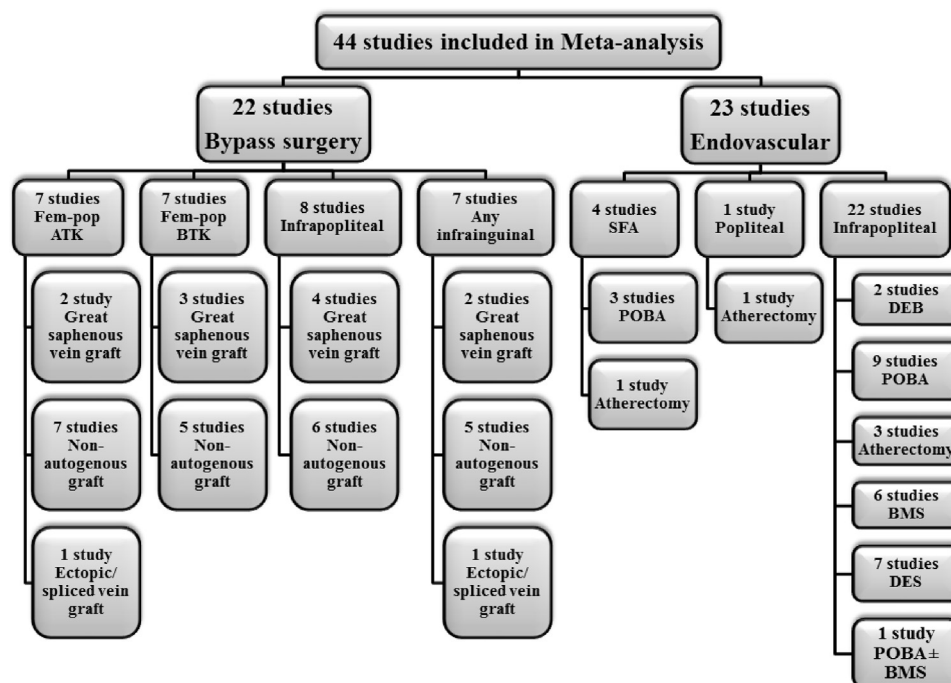 44 studies included in Meta-analysis
22 studies
Bypass surgery
23 studies
Endovascular
7 studies
Fem-pop
ATK
7 studies
Fem-pop
BTK
8 studies
Infrapopliteal
7 studies
Any
infrainguinal
4 studies
SFA
1 study
Popliteal
22 studies
Infrapopliteal
2 study
Great
saphenous
vein graft
7 studies
Non-
autogenous
graft
1 study
Ectopic/
spliced vein
graft
3 studies
Great
saphenous
vein graft
5 studies
Non-
autogenous
graft
4 studies
Great
saphenous
vein graft
6 studies
Non-
autogenous
graft
2 studies
Great
saphenous
vein graft
5 studies
Non-
autogenous
graft
1 study
Ectopic/
spliced vein
graft
3 studies
POBA
1 study
Atherectomy
1 study
Atherectomy
2 studies
DEB
9 studies
POBA
3 studies
Atherectomy
6 studies
BMS
7 studies
DES
1 study
POBA±
BMS